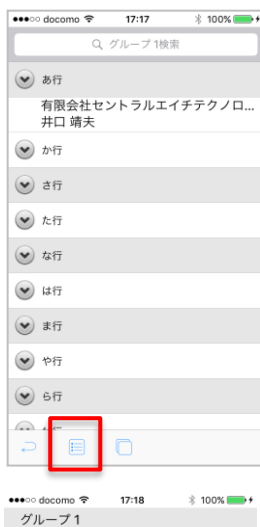 docomo 17:17 100%
グループ 1検索
あ行
有限会社セントラルエイチテクノロ...
井口 靖夫
か行
さ行
た行
な行
は行
ま行
や行
ら行
docomo 17:18 100%
グループ 1